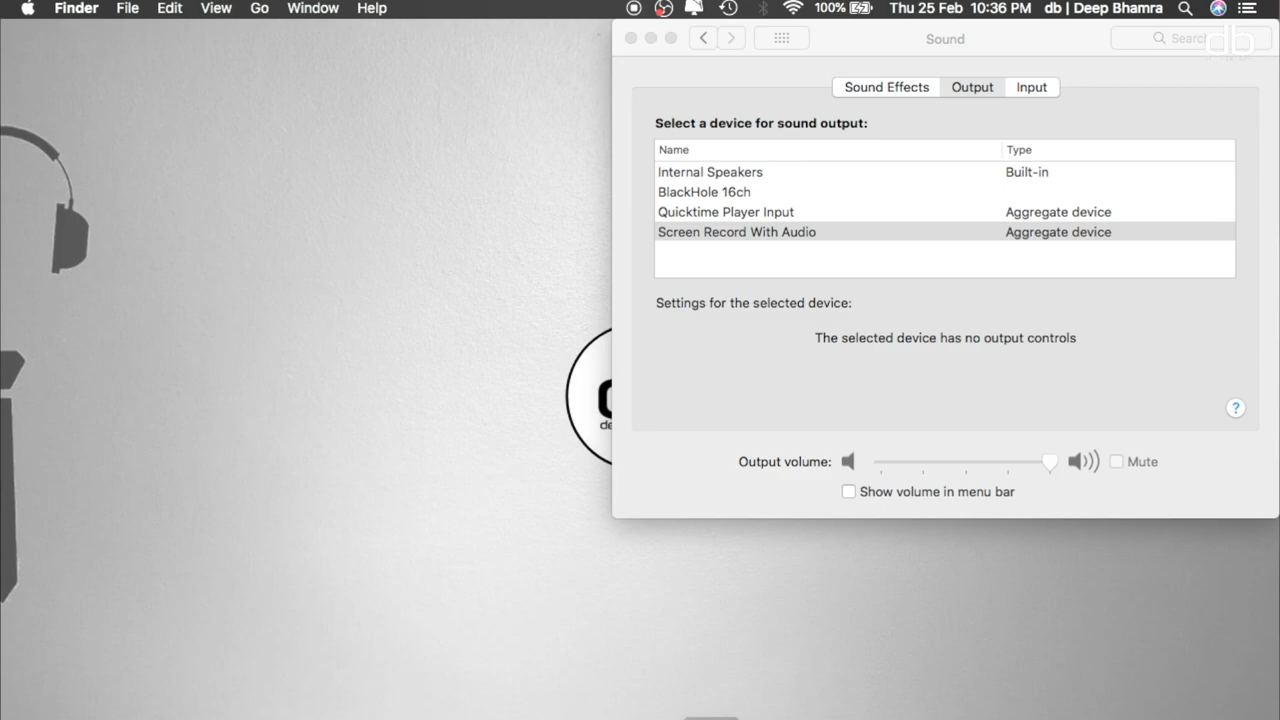 Finder File Edit View Go Window Help 100% Thu 25 Feb 10:36 PM db | Deep Bhamra
Sound
db
Sound Effects Output Input
Select a device for sound output:
Name Type
Internal Speakers Built-in
BlackHole 16ch
Quicktime Player Input Aggregate device
Screen Record With Audio Aggregate device
Settings for the selected device:
The selected device has no output controls
?
Output volume: Mute
Show volume in menu bar